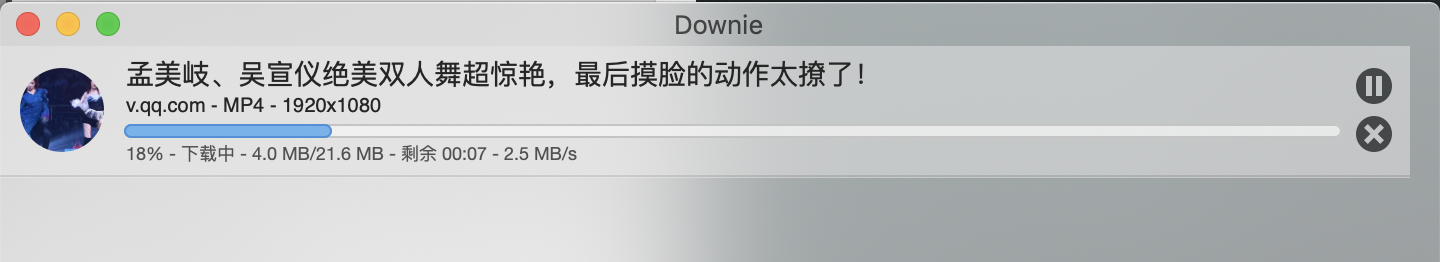 Downie
孟美岐、吴宣仪绝美双人舞超惊艳，最后摸脸的动作太撩了！
v.qq.com - MP4 - 1920x1080
18% - 下载中 - 4.0 MB/21.6 MB - 剩余 00:07 - 2.5 MB/s